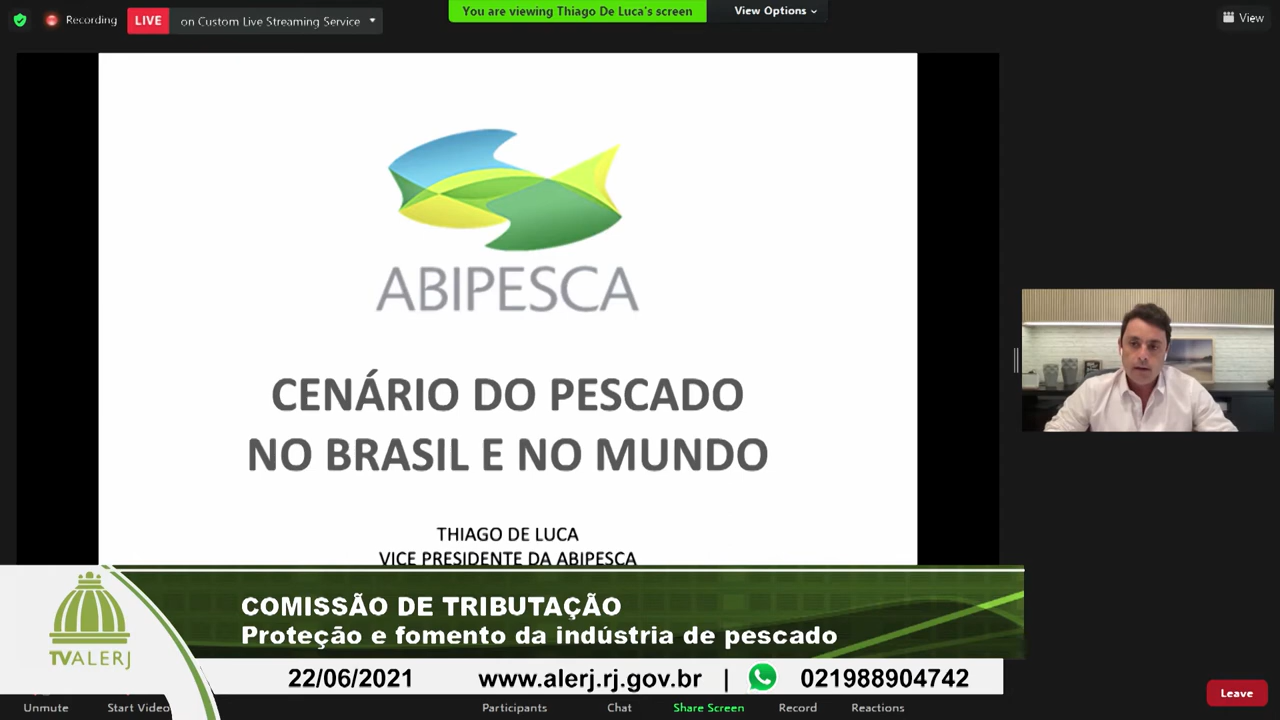 Recording
LIVE
on Custom Live Streaming Service
You are viewing Thiago De Luca's screen
View Options
View
ABIPESCA
CENÁRIO DO PESCADO
NO BRASIL E NO MUNDO
THIAGO DE LUCA
VICE PRESIDENTE DA ABIPESCA
COMISSÃO DE TRIBUTAÇÃO
Proteção e fomento da indústria de pescado
TVALERJ
22/06/2021 www.alerj.rj.gov.br | 021988904742
Leave
Unmute Start Video Participants Chat Share Screen Record Reactions